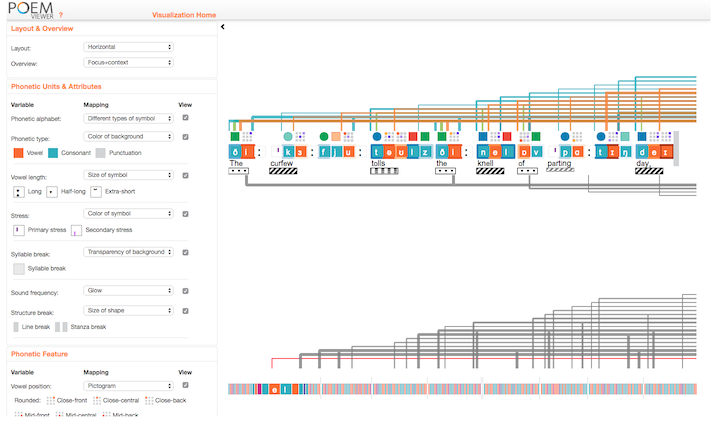 POEM
VIEWER ?
Visualization Home
Layout & Overview
Layout: Horizontal
Overview: Focus+context
Phonetic Units & Attributes
Variable Mapping View
Phonetic alphabet: Different types of symbol
Phonetic type: Color of background
Vowel Consonant Punctuation
Vowel length: Size of symbol
Long Half-long Extra-short
Stress: Color of symbol
Primary stress Secondary stress
Syllable break: Transparency of background
Syllable break
Sound frequency: Glow
Structure break: Size of shape
Line break Stanza break
Phonetic Feature
Variable Mapping View
Vowel position: Pictogram
Rounded: Close-front Close-central Close-back
Mid-front Mid-central Mid-back
The curfew tolls the knell of parting day,